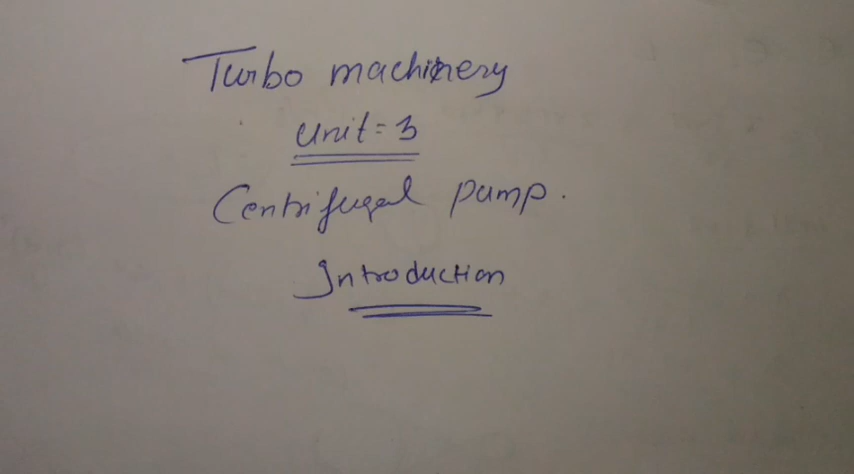 Turbo machinery
Unit = 3
Centrifugal pump.
Introduction